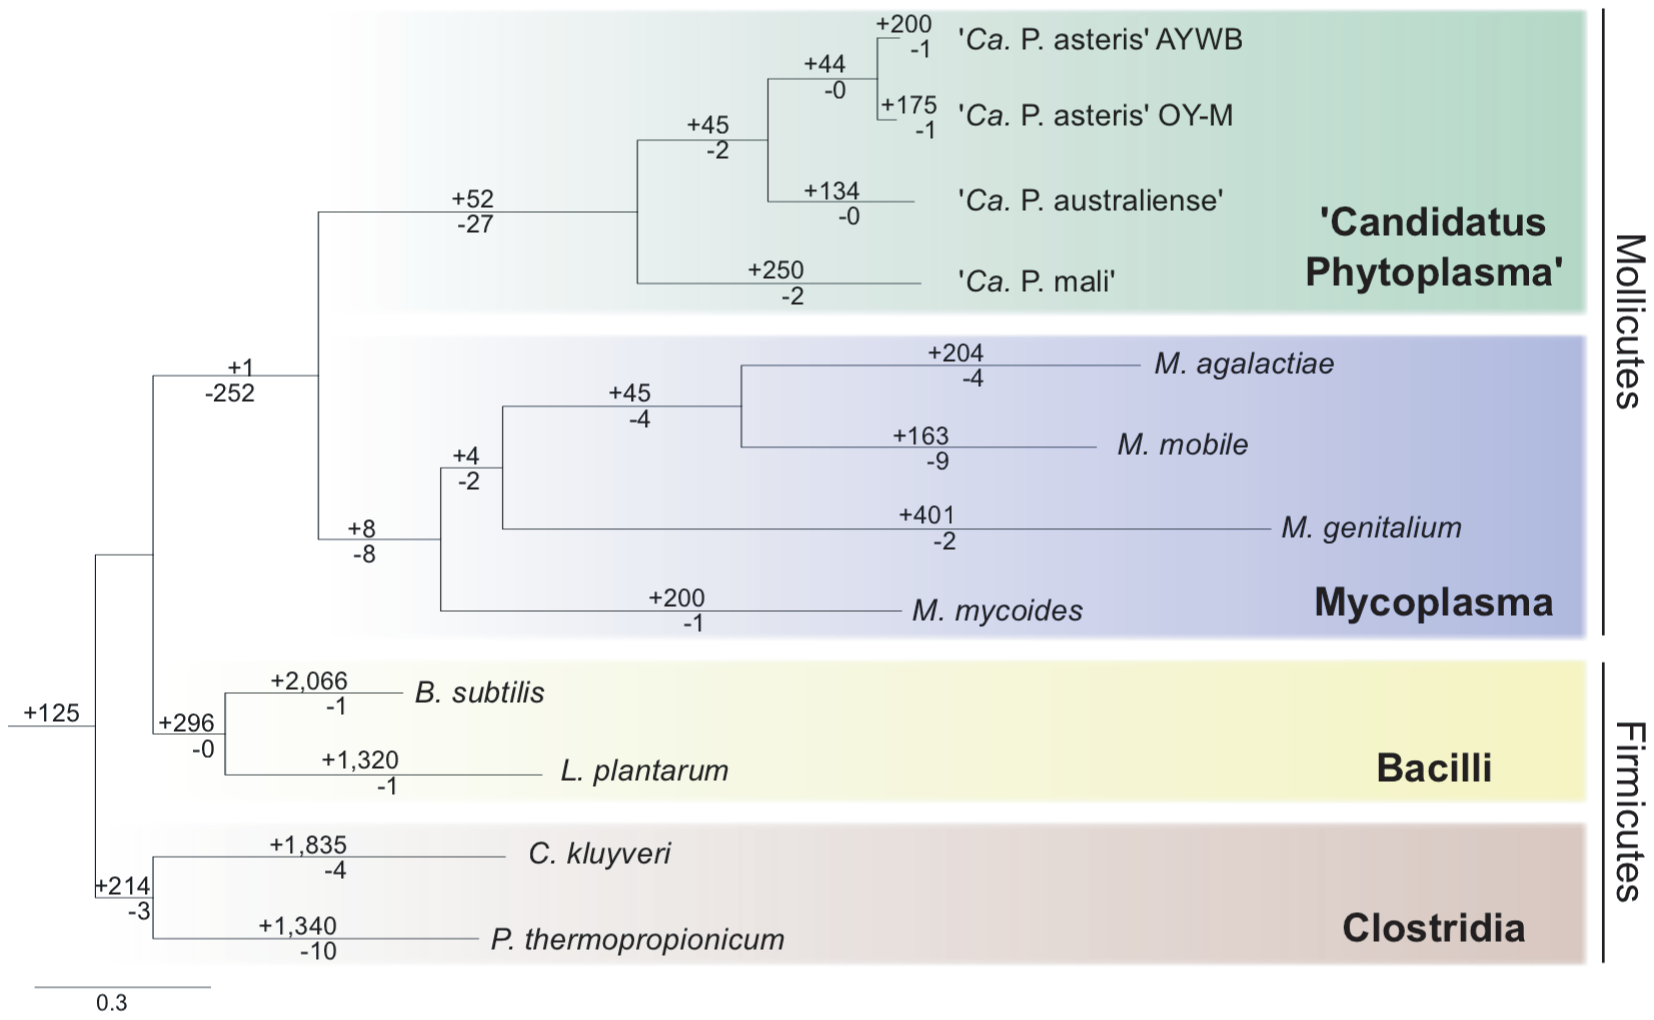 +200
-1
'Ca. P. asteris' AYWB
+44
-0
+175
-1
'Ca. P. asteris' OY-M
+45
-2
+134
-0
'Ca. P. australiense'
+52
-27
+250
-2
'Ca. P. mali'
'Candidatus
Phytoplasma'
Mollicutes
+1
-252
+204
-4
M. agalactiae
+45
-4
+163
-9
M. mobile
+4
-2
+401
-2
M. genitalium
+8
-8
+200
-1
M. mycoides
Mycoplasma
+2,066
-1
B. subtilis
+125
+296
-0
+1,320
-1
L. plantarum
Bacilli
Firmicutes
+1,835
-4
C. kluyveri
+214
-3
+1,340
-10
P. thermopropionicum
Clostridia
0.3